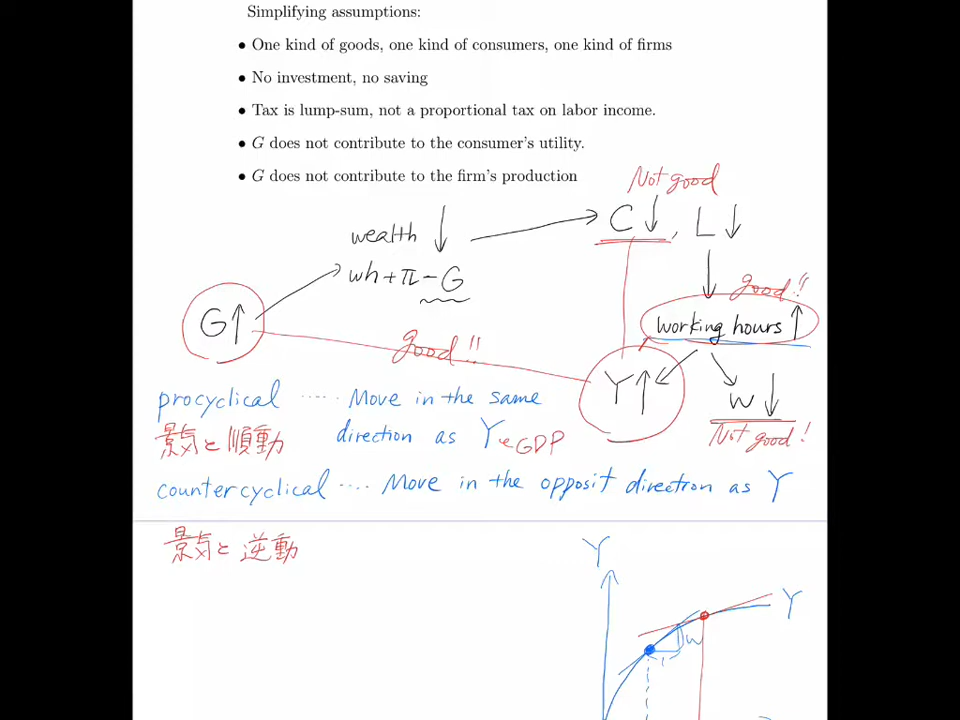 Simplifying assumptions:
• One kind of goods, one kind of consumers, one kind of firms
• No investment, no saving
• Tax is lump-sum, not a proportional tax on labor income.
• G does not contribute to the consumer's utility.
• G does not contribute to the firm's production
Not good
wealth ↓ → C ↓, L ↓
wh + π - G
good!!
G↑
working hours ↑
good!!
Y↑
w ↓
Not good!
procyclical ..... Move in the same
direction as Y ← GDP
景気と順動
countercyclical .... Move in the opposit direction as Y
景気と逆動
Y
Y
w
1